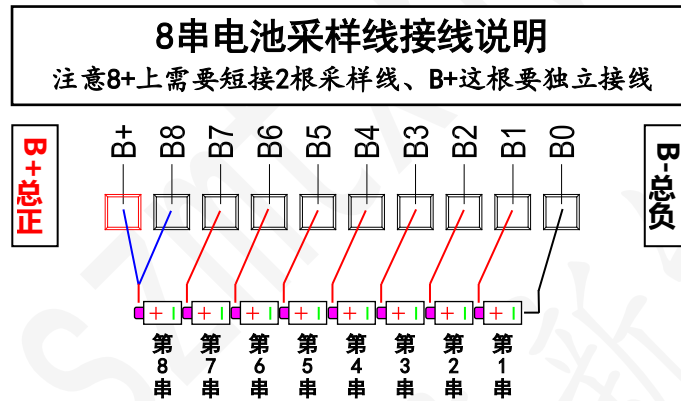 8串电池采样线接线说明
注意8+上需要短接2根采样线、B+这根要独立接线
B+总正
B+ B8 B7 B6 B5 B4 B3 B2 B1 B0
B-总负
+ - + - + - + - + - + - + - + -
第8串 第7串 第6串 第5串 第4串 第3串 第2串 第1串